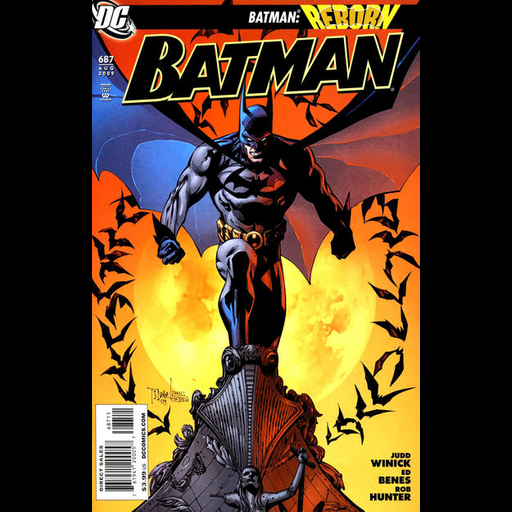 DC
BATMAN: REBORN
BATMAN
687
AUG
2009
JUDD
WINICK
ED
BENES
ROB
HUNTER
68711
DIRECT SALES
$3.99 US
DCCOMICS.COM